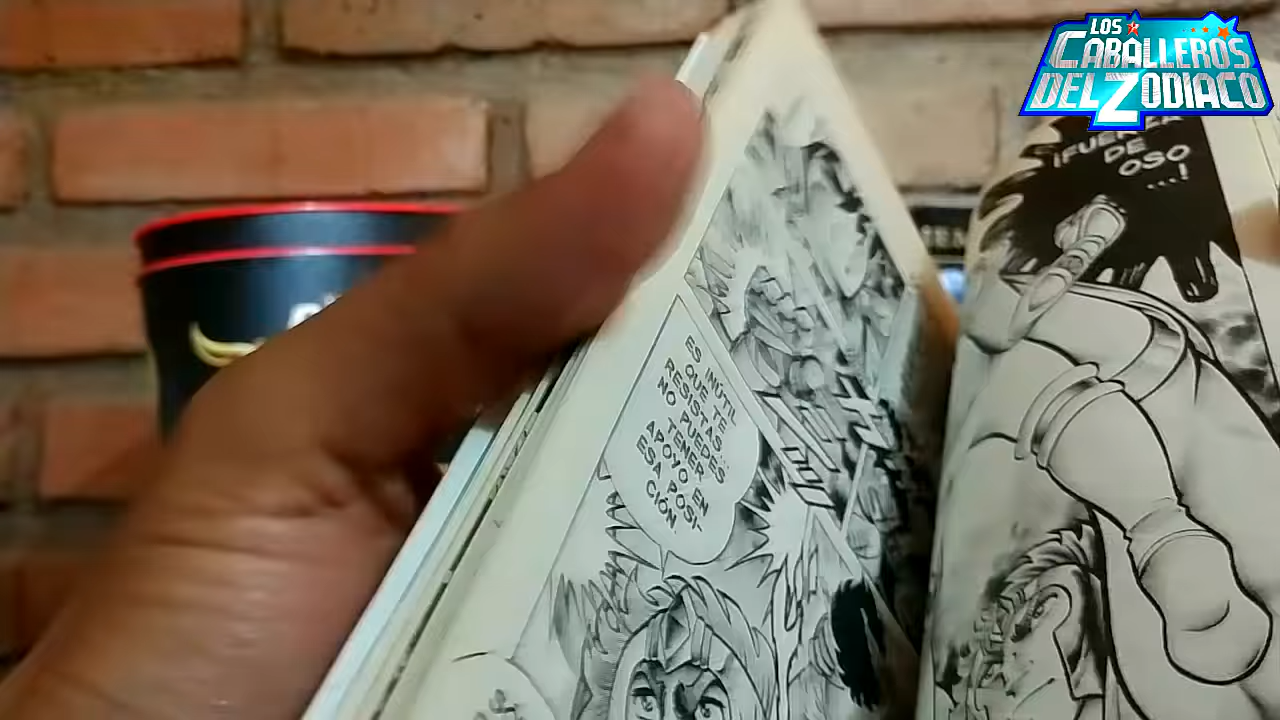 LOS
CABALLEROS
DEL ZODIACO
DE
OSO
...!
ES INÚTIL
QUE TE
RESISTAS...
NO PUEDES
TENER
APOYO EN
ESA POSI-
CIÓN.